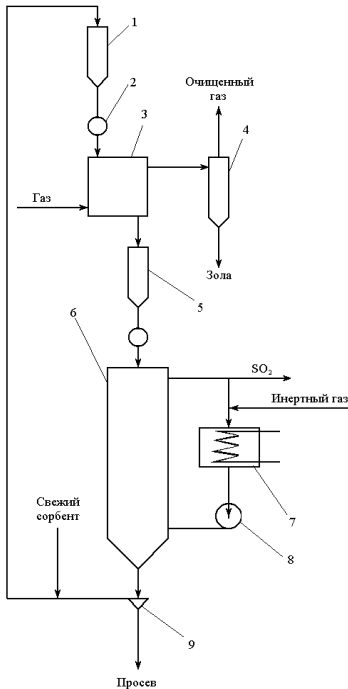 1
2
3
Очищенный
газ
4
Газ
Зола
5
6
SO₂
Инертный газ
7
Свежий
сорбент
8
9
Просев